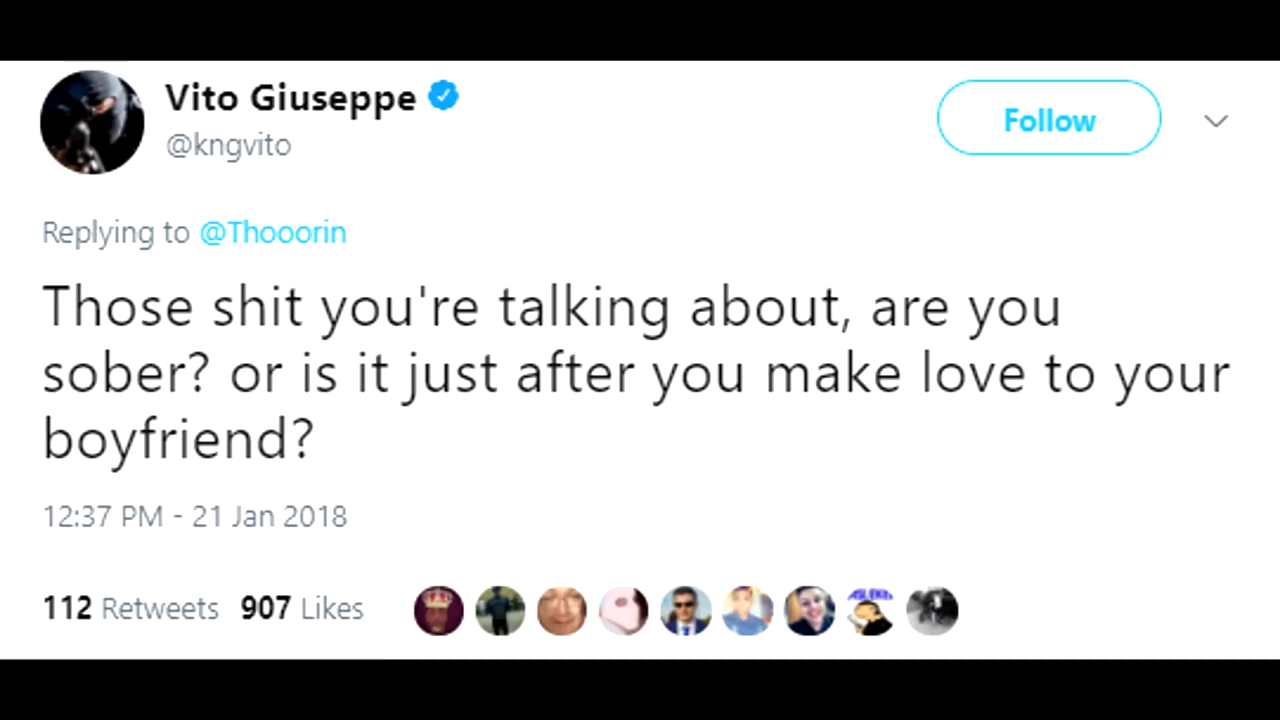 Vito Giuseppe
@kngvito
Follow
Replying to @Thooorin
Those shit you're talking about, are you
sober? or is it just after you make love to your
boyfriend?
12:37 PM - 21 Jan 2018
112 Retweets 907 Likes